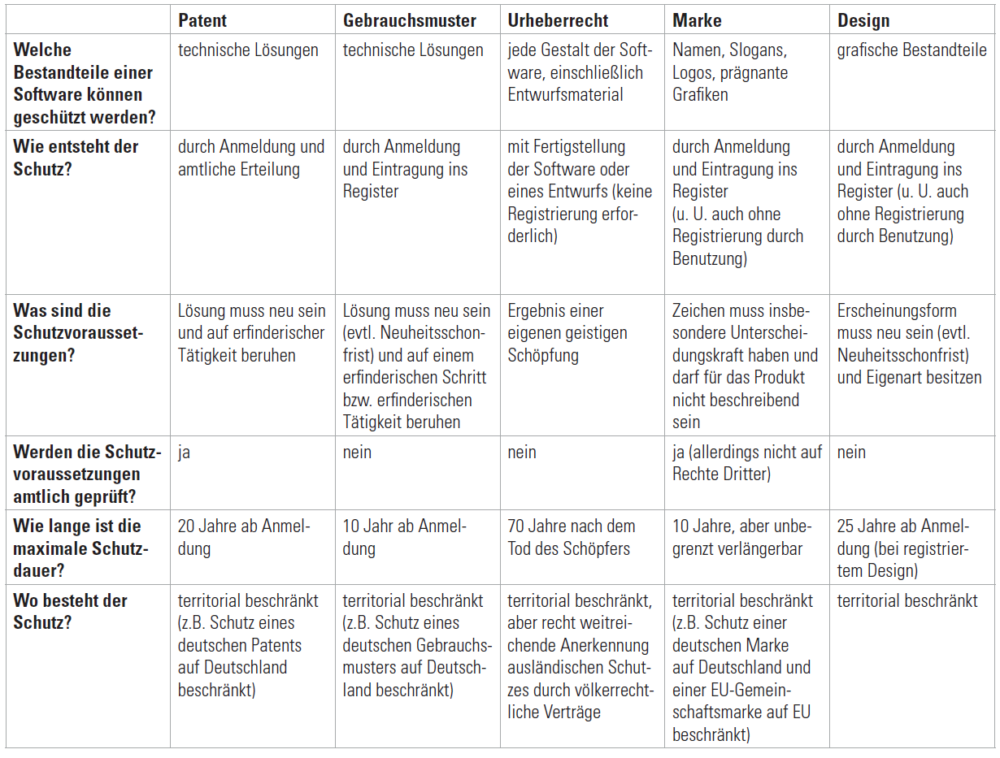 Patent
Gebrauchsmuster
Urheberrecht
Marke
Design
Welche
Bestandteile einer
Software können
geschützt werden?
technische Lösungen
technische Lösungen
jede Gestalt der Soft-
ware, einschließlich
Entwurfsmaterial
Namen, Slogans,
Logos, prägnante
Grafiken
grafische Bestandteile
Wie entsteht der
Schutz?
durch Anmeldung und
amtliche Erteilung
durch Anmeldung
und Eintragung ins
Register
mit Fertigstellung
der Software oder
eines Entwurfs (keine
Registrierung erfor-
derlich)
durch Anmeldung
und Eintragung ins
Register
(u. U. auch ohne
Registrierung durch
Benutzung)
durch Anmeldung
und Eintragung ins
Register (u. U. auch
ohne Registrierung
durch Benutzung)
Was sind die
Schutzvorausset-
zungen?
Lösung muss neu sein
und auf erfinderischer
Tätigkeit beruhen
Lösung muss neu sein
(evtl. Neuheitsschon-
frist) und auf einem
erfinderischen Schritt
bzw. erfinderischen
Tätigkeit beruhen
Ergebnis einer
eigenen geistigen
Schöpfung
Zeichen muss insbe-
sondere Unterschei-
dungskraft haben und
darf für das Produkt
nicht beschreibend
sein
Erscheinungsform
muss neu sein (evtl.
Neuheitsschonfrist)
und Eigenart besitzen
Werden die Schutz-
voraussetzungen
amtlich geprüft?
ja
nein
nein
ja (allerdings nicht auf
Rechte Dritter)
nein
Wie lange ist die
maximale Schutz-
dauer?
20 Jahre ab Anmel-
dung
10 Jahr ab Anmel-
dung
70 Jahre nach dem
Tod des Schöpfers
10 Jahre, aber unbe-
grenzt verlängerbar
25 Jahre ab Anmel-
dung (bei registrier-
tem Design)
Wo besteht der
Schutz?
territorial beschränkt
(z.B. Schutz eines
deutschen Patents
auf Deutschland
beschränkt)
territorial beschränkt
(z.B. Schutz eines
deutschen Gebrauchs-
musters auf Deutsch-
land beschränkt)
territorial beschränkt,
aber recht weitrei-
chende Anerkennung
ausländischen Schut-
zes durch völkerrecht-
liche Verträge
territorial beschränkt
(z.B. Schutz einer
deutschen Marke
auf Deutschland und
einer EU-Gemein-
schaftsmarke auf EU
beschränkt)
territorial beschränkt